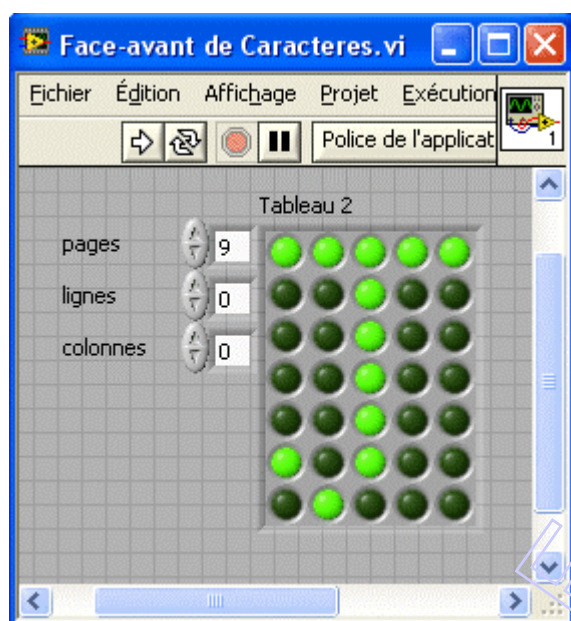 Face-avant de Caracteres.vi
Fichier Édition Affichage Projet Exécution
Police de l'applicat 1
Tableau 2
pages 9
lignes 0
colonnes 0